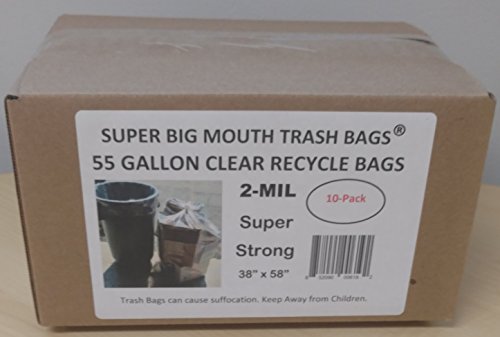 SUPER BIG MOUTH TRASH BAGS®
55 GALLON CLEAR RECYCLE BAGS
2-MIL
10-Pack
Super
Strong
38” x 58”
Trash Bags can cause suffocation. Keep Away from Children.